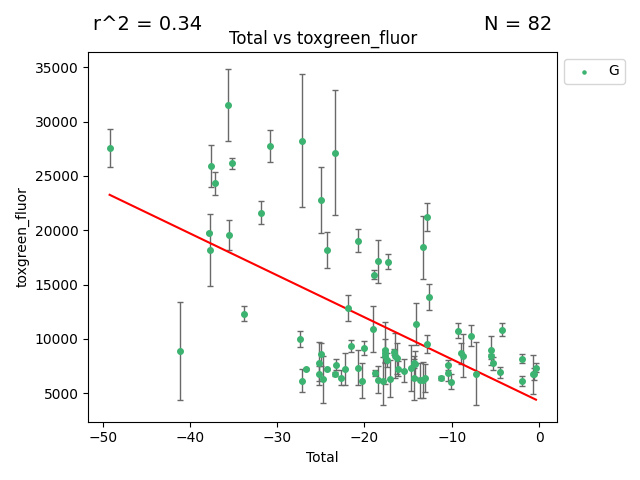 r^2 = 0.34
N = 82
Total vs toxgreen_fluor
G
35000
30000
25000
20000
15000
10000
5000
toxgreen_fluor
−50
−40
−30
−20
−10
0
Total